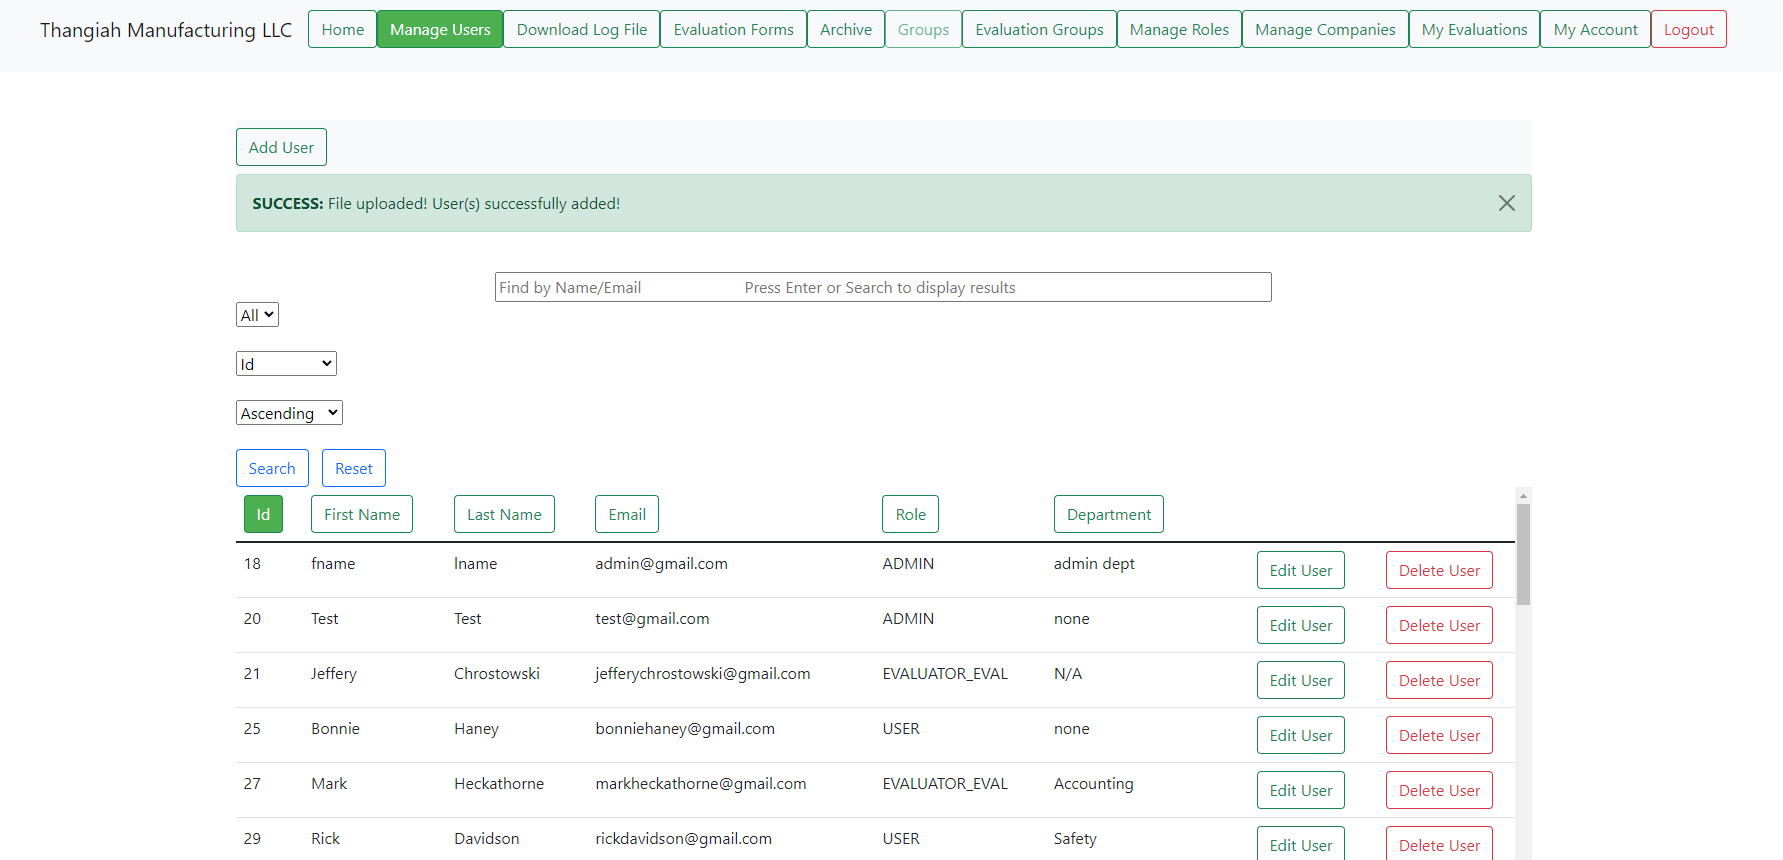 Thangiah Manufacturing LLC Home Manage Users Download Log File Evaluation Forms Archive Groups Evaluation Groups Manage Roles Manage Companies My Evaluations My Account Logout
Add User
SUCCESS: File uploaded! User(s) successfully added!
Find by Name/Email Press Enter or Search to display results
All
Id
Ascending
Search Reset
Id First Name Last Name Email Role Department
18 fname lname admin@gmail.com ADMIN admin dept Edit User Delete User
20 Test Test test@gmail.com ADMIN none Edit User Delete User
21 Jeffery Chrostowski jefferychrostowski@gmail.com EVALUATOR_EVAL N/A Edit User Delete User
25 Bonnie Haney bonniehaney@gmail.com USER none Edit User Delete User
27 Mark Heckathorne markheckathorne@gmail.com EVALUATOR_EVAL Accounting Edit User Delete User
29 Rick Davidson rickdavidson@gmail.com USER Safety Edit User Delete User